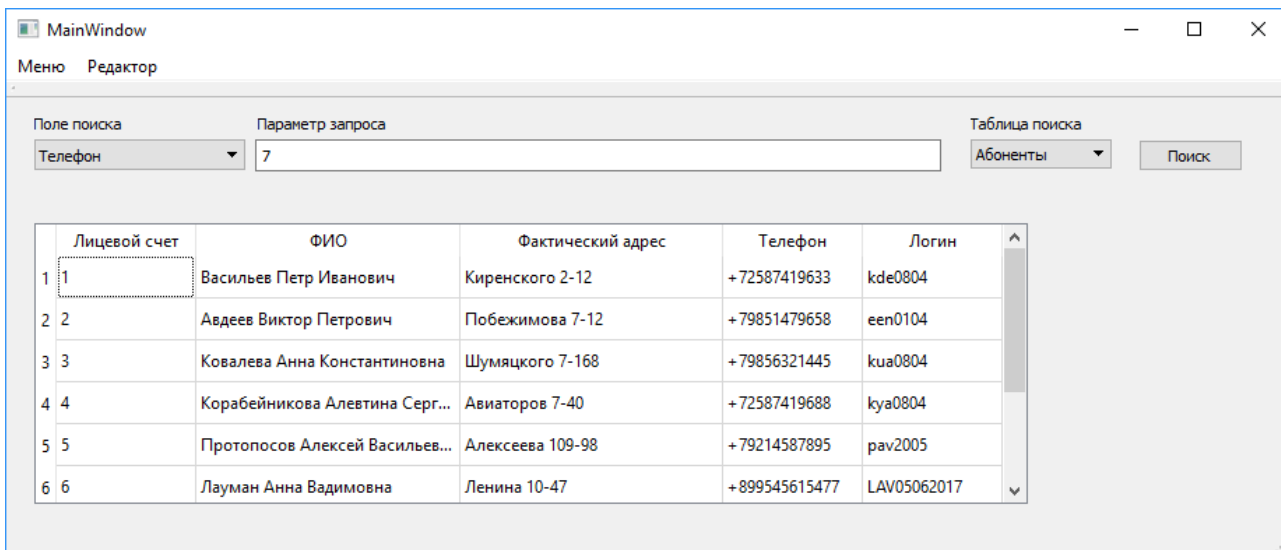 MainWindow
Меню Редактор
Поле поиска Параметр запроса Таблица поиска
Телефон 7 Абоненты Поиск
Лицевой счет ФИО Фактический адрес Телефон Логин
1 1 Васильев Петр Иванович Киренского 2-12 +72587419633 kde0804
2 2 Авдеев Виктор Петрович Побежимова 7-12 +79851479658 een0104
3 3 Ковалева Анна Константиновна Шумяцкого 7-168 +79856321445 kua0804
4 4 Корабейникова Алевтина Серг... Авиаторов 7-40 +72587419688 kya0804
5 5 Протопосов Алексей Васильев... Алексеева 109-98 +79214587895 pav2005
6 6 Лауман Анна Вадимовна Ленина 10-47 +899545615477 LAV05062017